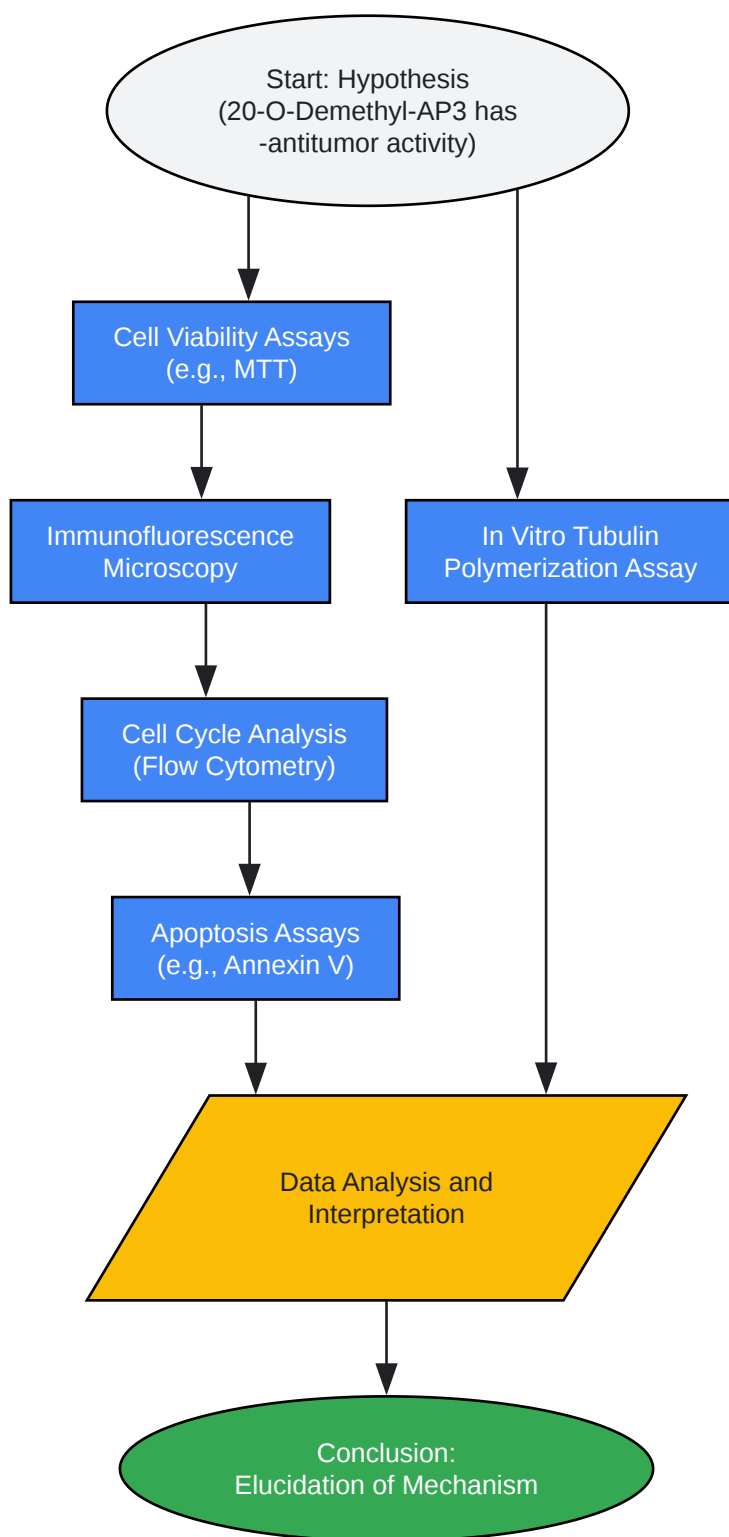 Start: Hypothesis
(20-O-Demethyl-AP3 has
-antitumor activity)
Cell Viability Assays
(e.g., MTT)
Immunofluorescence
Microscopy
In Vitro Tubulin
Polymerization Assay
Cell Cycle Analysis
(Flow Cytometry)
Apoptosis Assays
(e.g., Annexin V)
Data Analysis and
Interpretation
Conclusion:
Elucidation of Mechanism